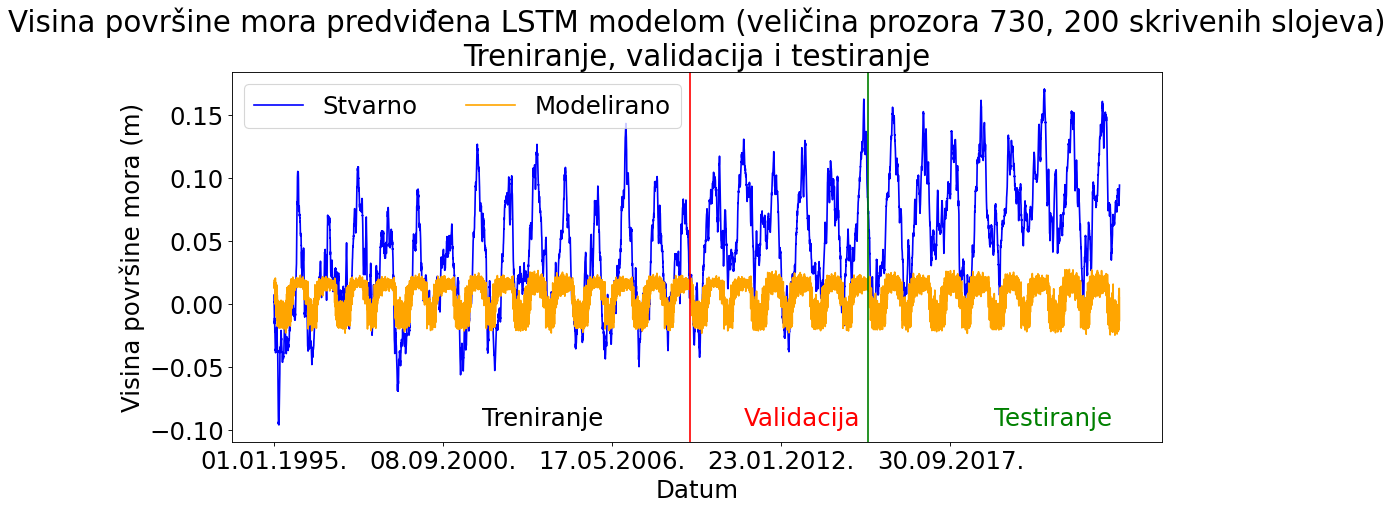 Visina površine mora predviđena LSTM modelom (veličina prozora 730, 200 skrivenih slojeva)
Treniranje, validacija i testiranje
Stvarno
Modelirano
Visina površine mora (m)
0.15
0.10
0.05
0.00
−0.05
−0.10
Treniranje
Validacija
Testiranje
01.01.1995.
08.09.2000.
17.05.2006.
23.01.2012.
30.09.2017.
Datum